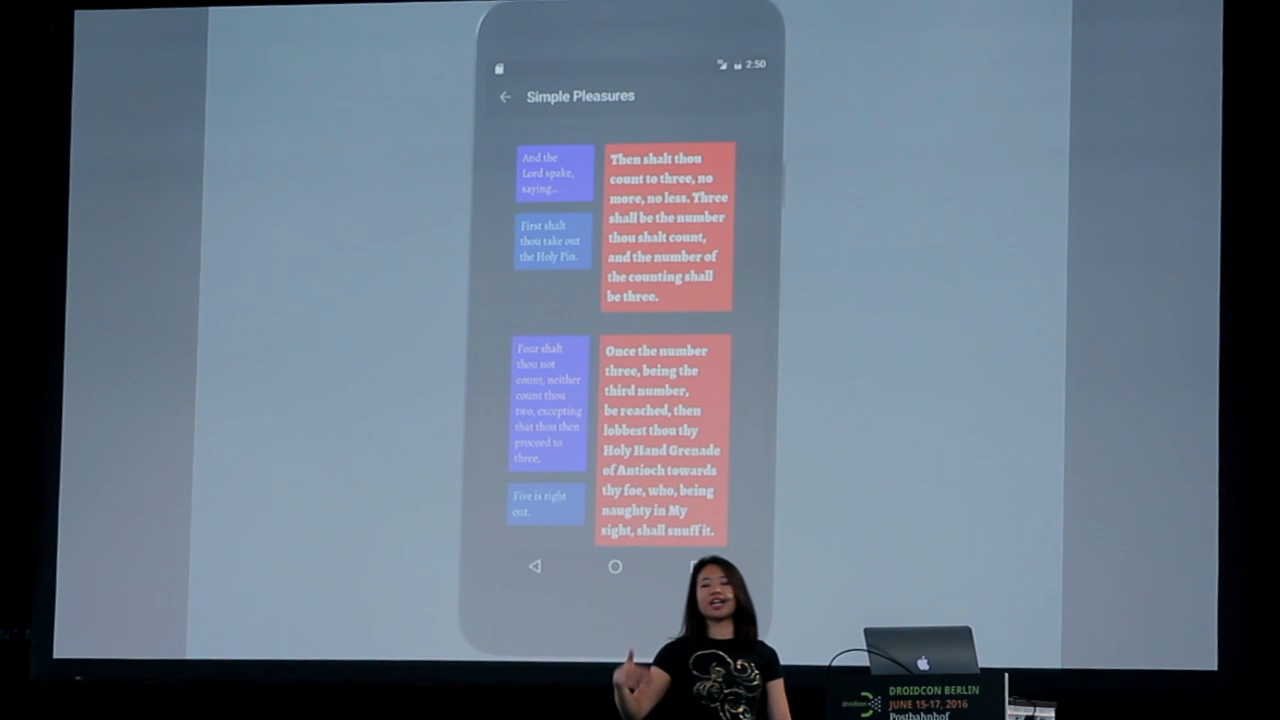 2:50
Simple Pleasures
And the
Lord spake,
saying...
First shalt
thou take out
the Holy Pin.
Then shalt thou
count to three, no
more, no less. Three
shall be the number
thou shalt count,
and the number of
the counting shall
be three.
Four shalt
thou not
count, neither
count thou
two, excepting
that thou then
proceed to
three.
Five is right
out.
Once the number
three, being the
third number,
be reached, then
lobbest thou thy
Holy Hand Grenade
of Antioch towards
thy foe, who, being
naughty in My
sight, shall snuff it.
droidcon
DROIDCON BERLIN
JUNE 15-17, 2016
Postbahnhof